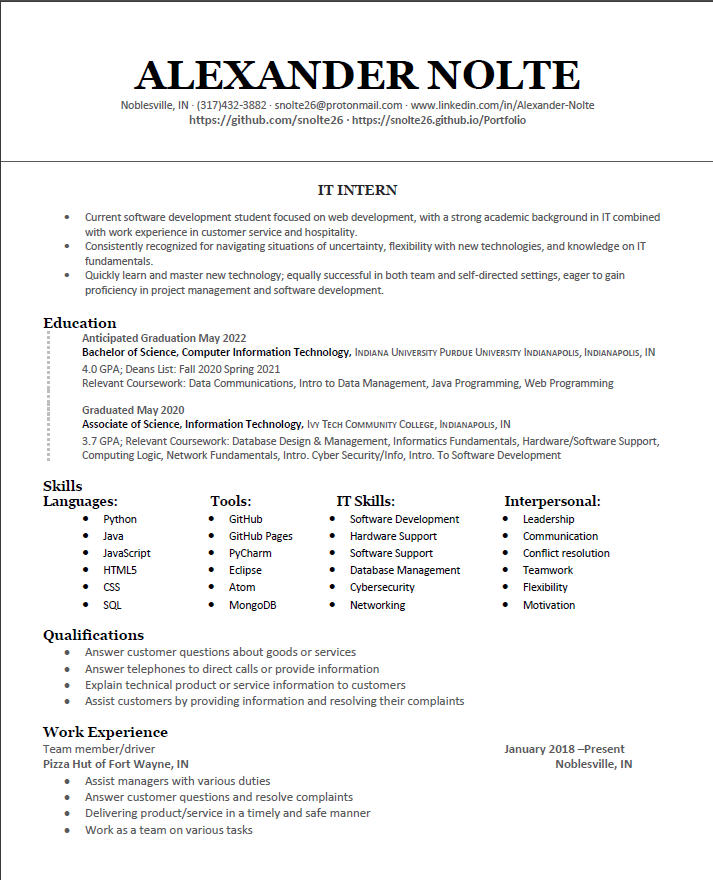 ALEXANDER NOLTE
Noblesville, IN · (317)432-3882 · snolte26@protonmail.com · www.linkedin.com/in/Alexander-Nolte
https://github.com/snolte26 · https://snolte26.github.io/Portfolio
IT INTERN
• Current software development student focused on web development, with a strong academic background in IT combined
with work experience in customer service and hospitality.
• Consistently recognized for navigating situations of uncertainty, flexibility with new technologies, and knowledge on IT
fundamentals.
• Quickly learn and master new technology; equally successful in both team and self-directed settings, eager to gain
proficiency in project management and software development.
Education
Anticipated Graduation May 2022
Bachelor of Science, Computer Information Technology, Indiana University Purdue University Indianapolis, Indianapolis, IN
4.0 GPA; Deans List: Fall 2020 Spring 2021
Relevant Coursework: Data Communications, Intro to Data Management, Java Programming, Web Programming
Graduated May 2020
Associate of Science, Information Technology, Ivy Tech Community College, Indianapolis, IN
3.7 GPA; Relevant Coursework: Database Design & Management, Informatics Fundamentals, Hardware/Software Support,
Computing Logic, Network Fundamentals, Intro. Cyber Security/Info, Intro. To Software Development
Skills
Languages: Tools: IT Skills: Interpersonal:
• Python • GitHub • Software Development • Leadership
• Java • GitHub Pages • Hardware Support • Communication
• JavaScript • PyCharm • Software Support • Conflict resolution
• HTML5 • Eclipse • Database Management • Teamwork
• CSS • Atom • Cybersecurity • Flexibility
• SQL • MongoDB • Networking • Motivation
Qualifications
• Answer customer questions about goods or services
• Answer telephones to direct calls or provide information
• Explain technical product or service information to customers
• Assist customers by providing information and resolving their complaints
Work Experience
Team member/driver January 2018 –Present
Pizza Hut of Fort Wayne, IN Noblesville, IN
• Assist managers with various duties
• Answer customer questions and resolve complaints
• Delivering product/service in a timely and safe manner
• Work as a team on various tasks